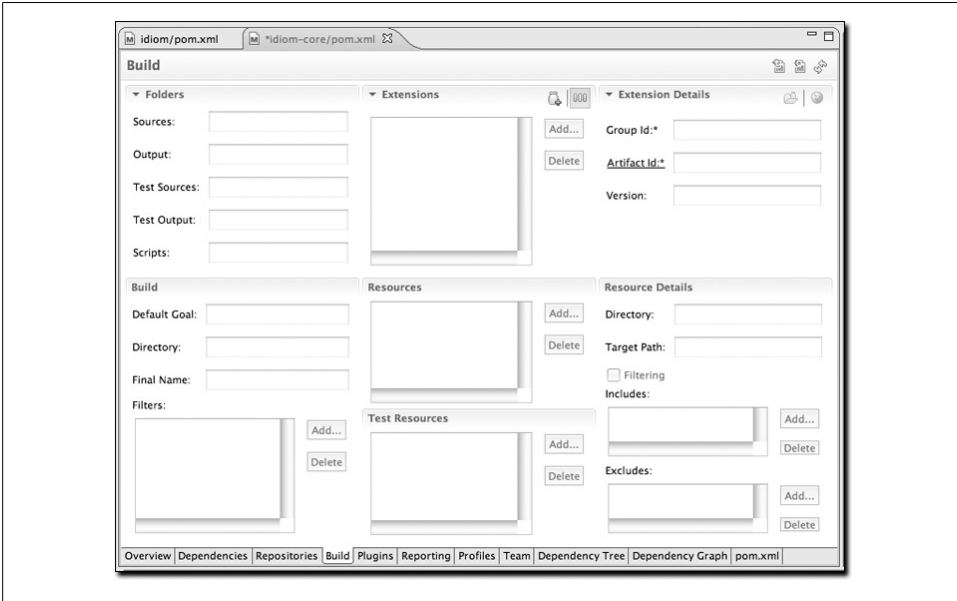 idiom/pom.xml
*idiom-core/pom.xml
Build
Folders
Sources:
Output:
Test Sources:
Test Output:
Scripts:
Extensions
Add...
Delete
Extension Details
Group Id:*
Artifact Id:*
Version:
Build
Default Goal:
Directory:
Final Name:
Filters:
Add...
Delete
Resources
Add...
Delete
Test Resources
Add...
Delete
Resource Details
Directory:
Target Path:
Filtering
Includes:
Add...
Delete
Excludes:
Add...
Delete
Overview Dependencies Repositories Build Plugins Reporting Profiles Team Dependency Tree Dependency Graph pom.xml